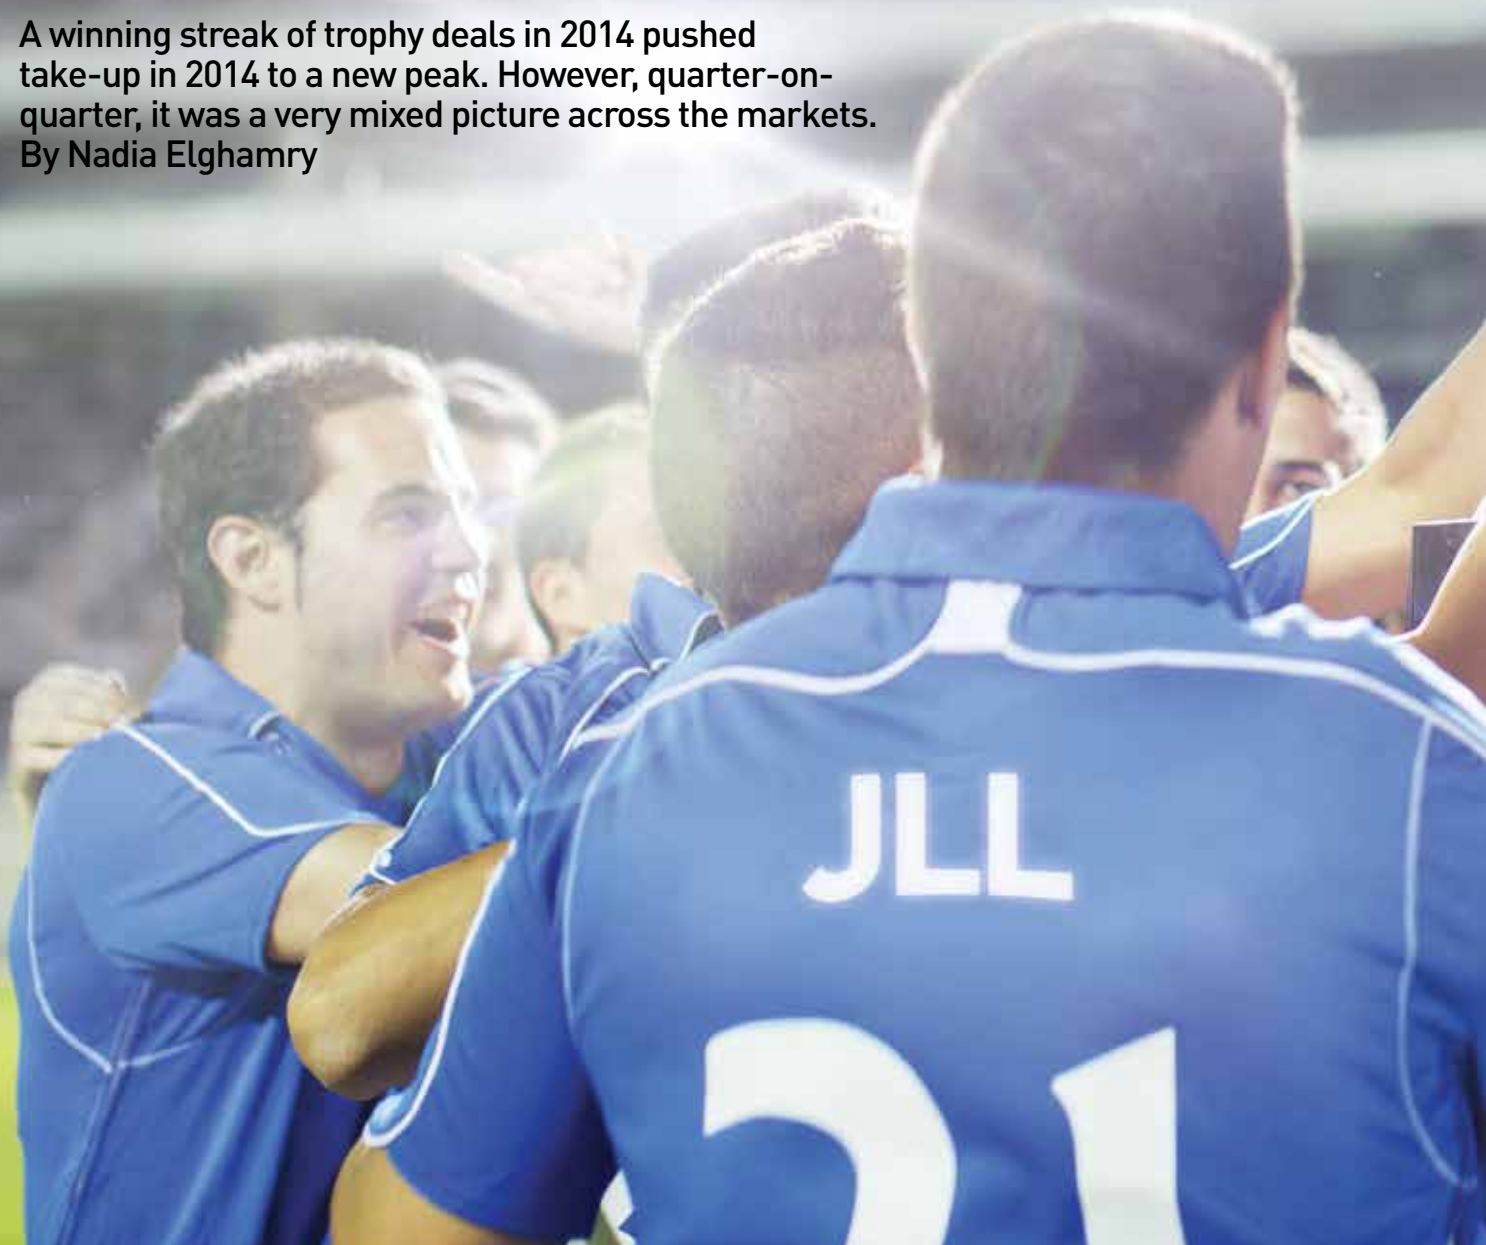 A winning streak of trophy deals in 2014 pushed
take-up in 2014 to a new peak. However, quarter-on-
quarter, it was a very mixed picture across the markets.
By Nadia Elghamry
JLL
21